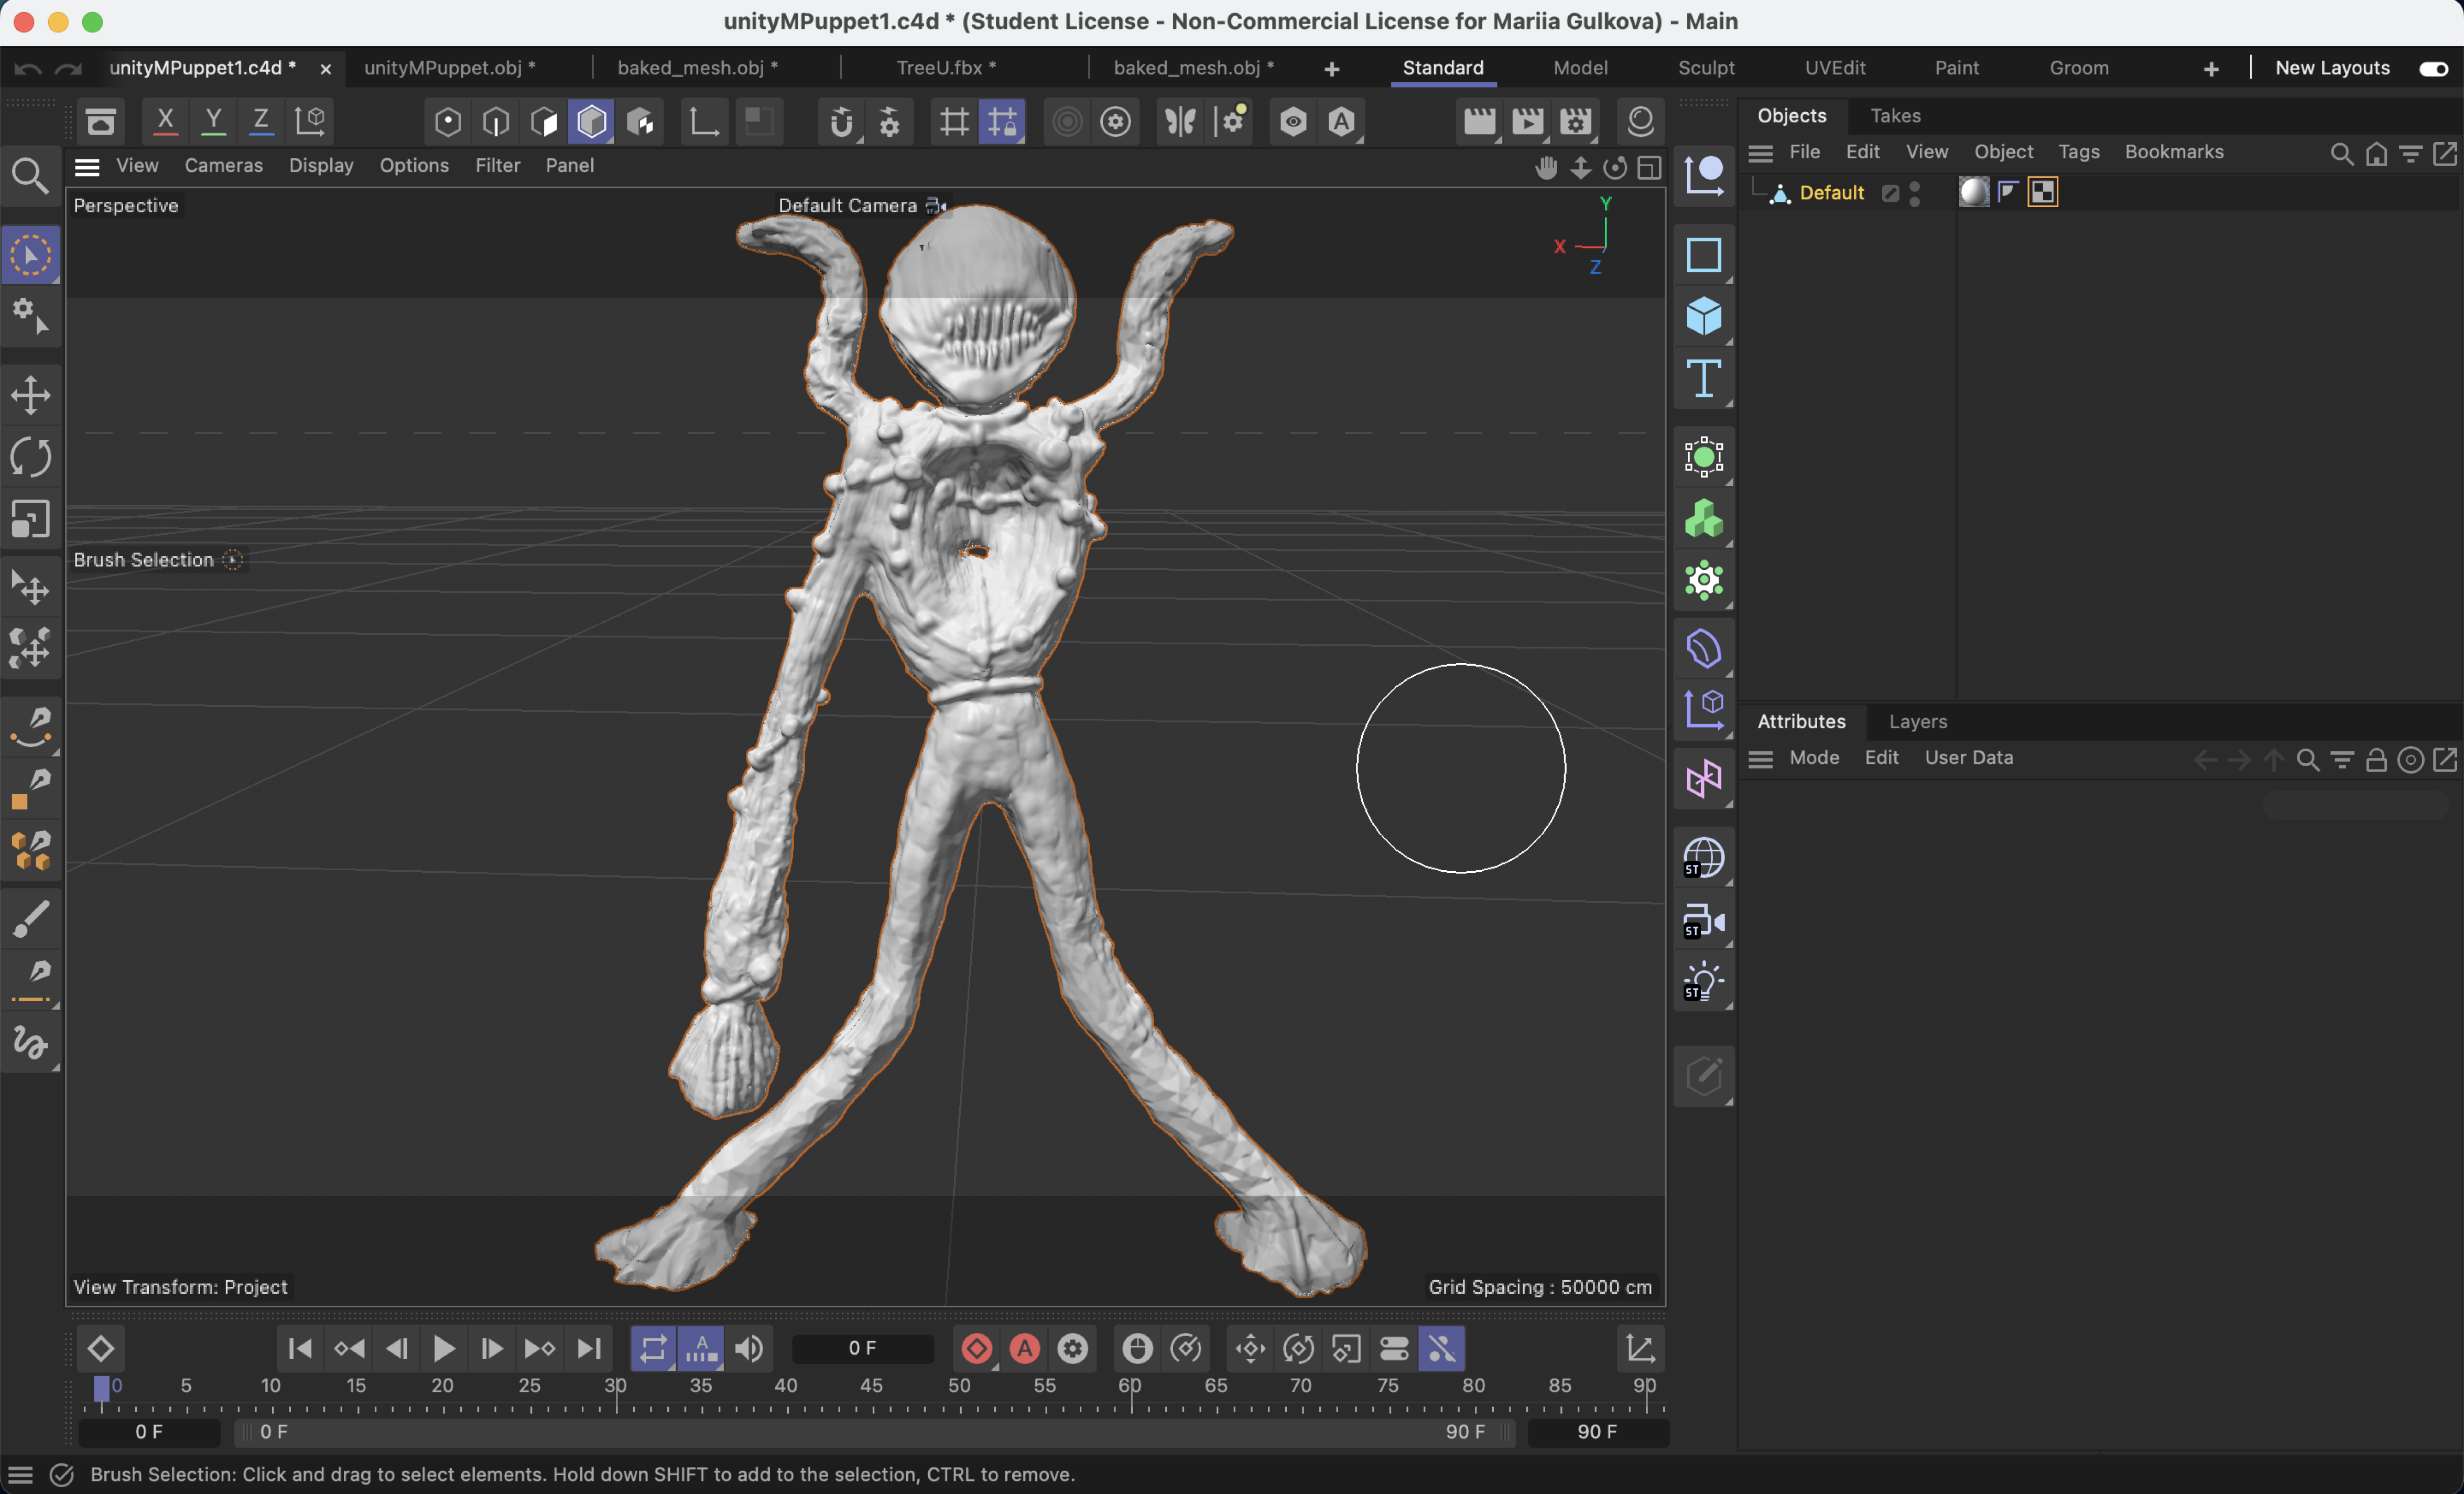 unityMPuppet1.c4d * (Student License - Non-Commercial License for Mariia Gulkova) - Main
unityMPuppet1.c4d * × unityMPuppet.obj * baked_mesh.obj * TreeU.fbx * baked_mesh.obj * + Standard Model Sculpt UVEdit Paint Groom + New Layouts
X Y Z A
Objects Takes
View Cameras Display Options Filter Panel
File Edit View Object Tags Bookmarks
Perspective Default Camera
Y
X
Z
Default
Brush Selection
T
Attributes Layers
Mode Edit User Data
ST
ST
ST
View Transform: Project Grid Spacing : 50000 cm
A 0 F A
0 5 10 15 20 25 30 35 40 45 50 55 60 65 70 75 80 85 90
0 F 0 F 90 F 90 F
Brush Selection: Click and drag to select elements. Hold down SHIFT to add to the selection, CTRL to remove.